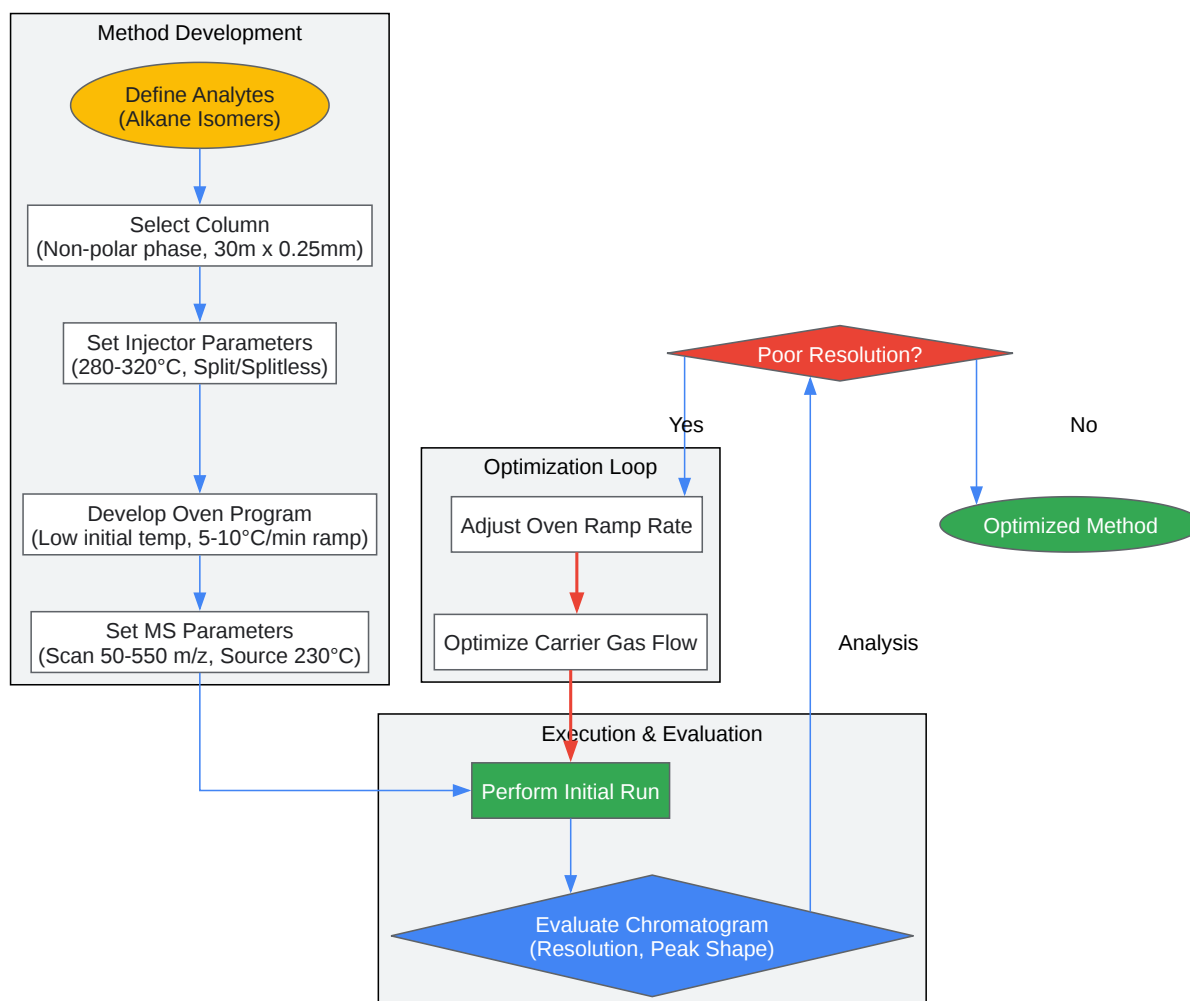 Method Development
Define Analytes
(Alkane Isomers)
Select Column
(Non-polar phase, 30m x 0.25mm)
Set Injector Parameters
(280-320°C, Split/Splitless)
Develop Oven Program
(Low initial temp, 5-10°C/min ramp)
Set MS Parameters
(Scan 50-550 m/z, Source 230°C)
Poor Resolution?
Yes
No
Optimization Loop
Adjust Oven Ramp Rate
Optimize Carrier Gas Flow
Optimized Method
Analysis
Execution & Evaluation
Perform Initial Run
Evaluate Chromatogram
(Resolution, Peak Shape)